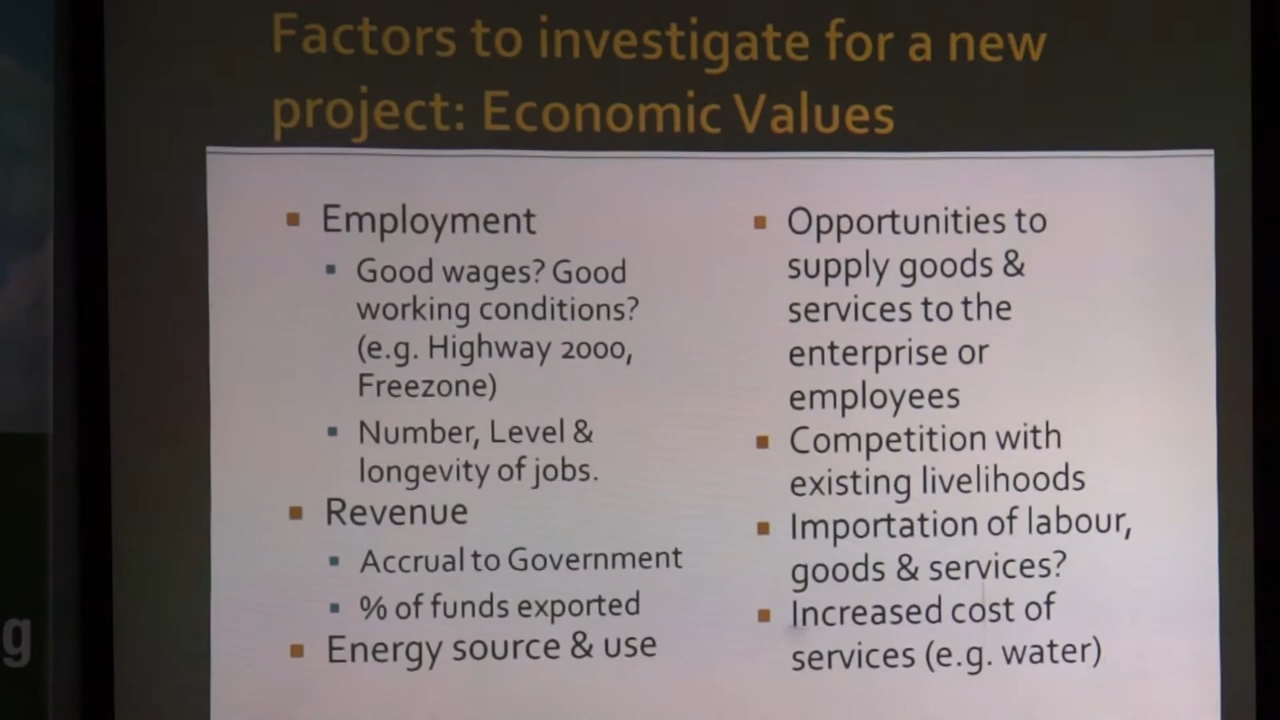 Factors to investigate for a new
project: Economic Values
Employment
Good wages? Good
working conditions?
(e.g. Highway 2000,
Freezone)
Number, Level &
longevity of jobs.
Revenue
Accrual to Government
% of funds exported
Energy source & use
Opportunities to
supply goods &
services to the
enterprise or
employees
Competition with
existing livelihoods
Importation of labour,
goods & services?
Increased cost of
services (e.g. water)
g